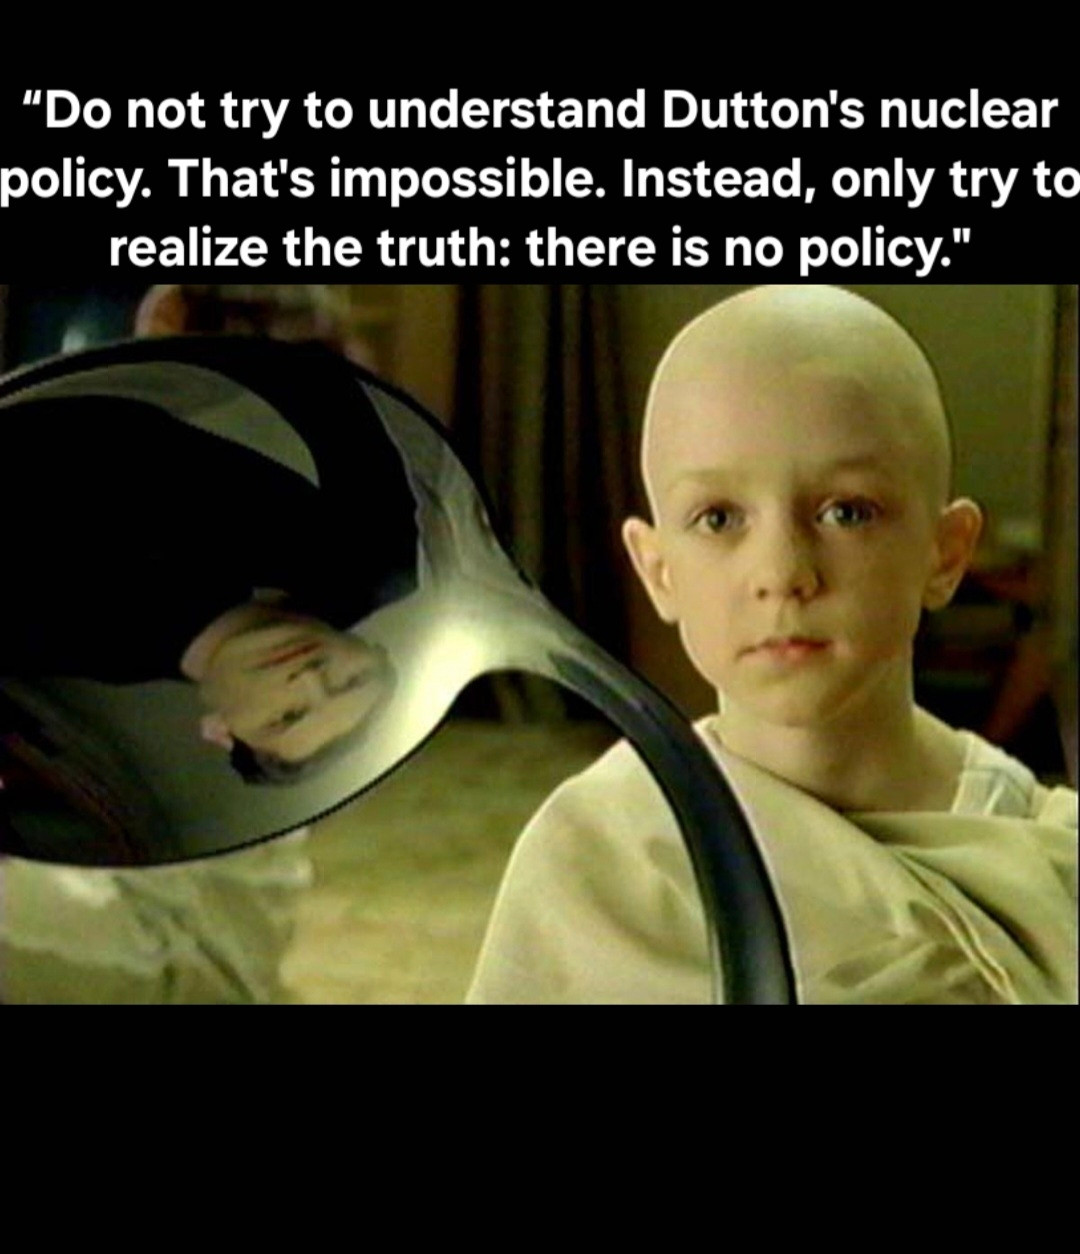 “Do not try to understand Dutton's nuclear
policy. That's impossible. Instead, only try to
realize the truth: there is no policy."